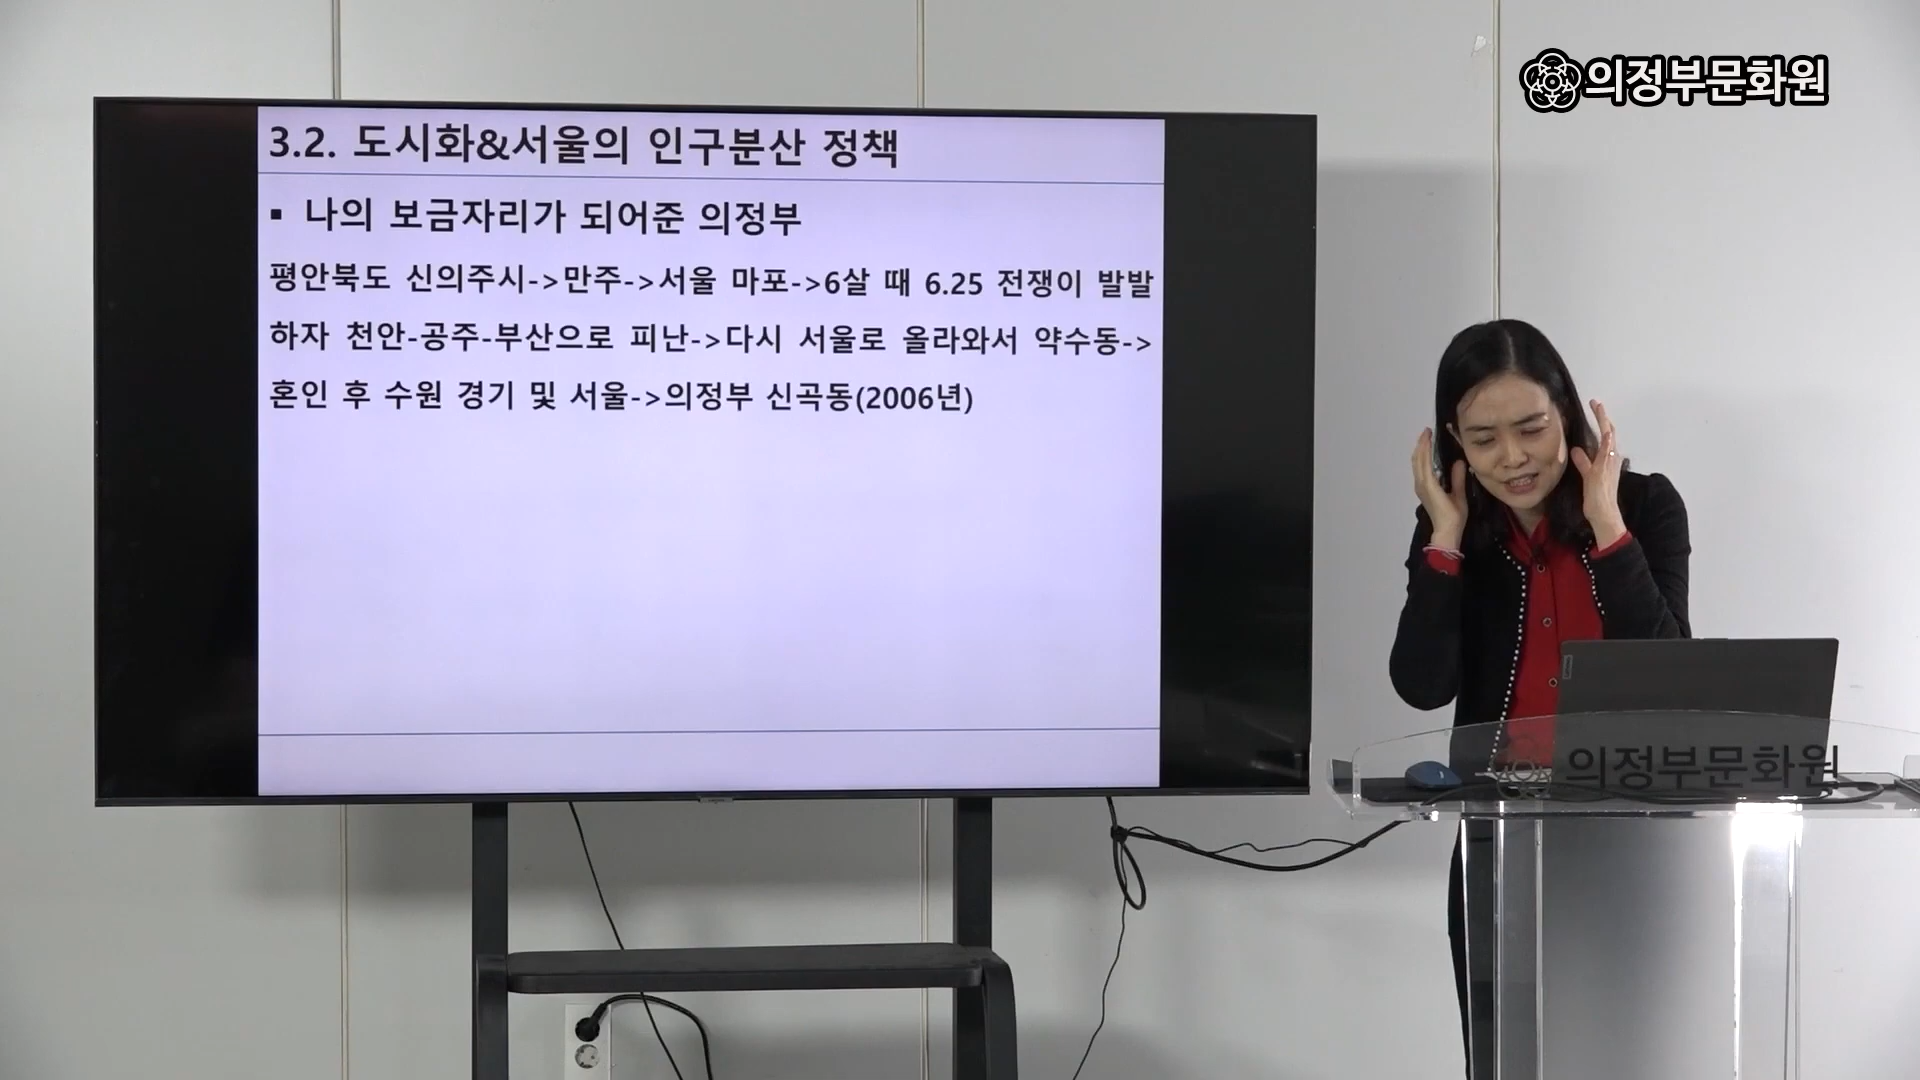 의정부문화원
3.2. 도시화&서울의 인구분산 정책
▪ 나의 보금자리가 되어준 의정부
평안북도 신의주시->만주->서울 마포->6살 때 6.25 전쟁이 발발
하자 천안-공주-부산으로 피난->다시 서울로 올라와서 약수동->
혼인 후 수원 경기 및 서울->의정부 신곡동(2006년)
의정부문화원